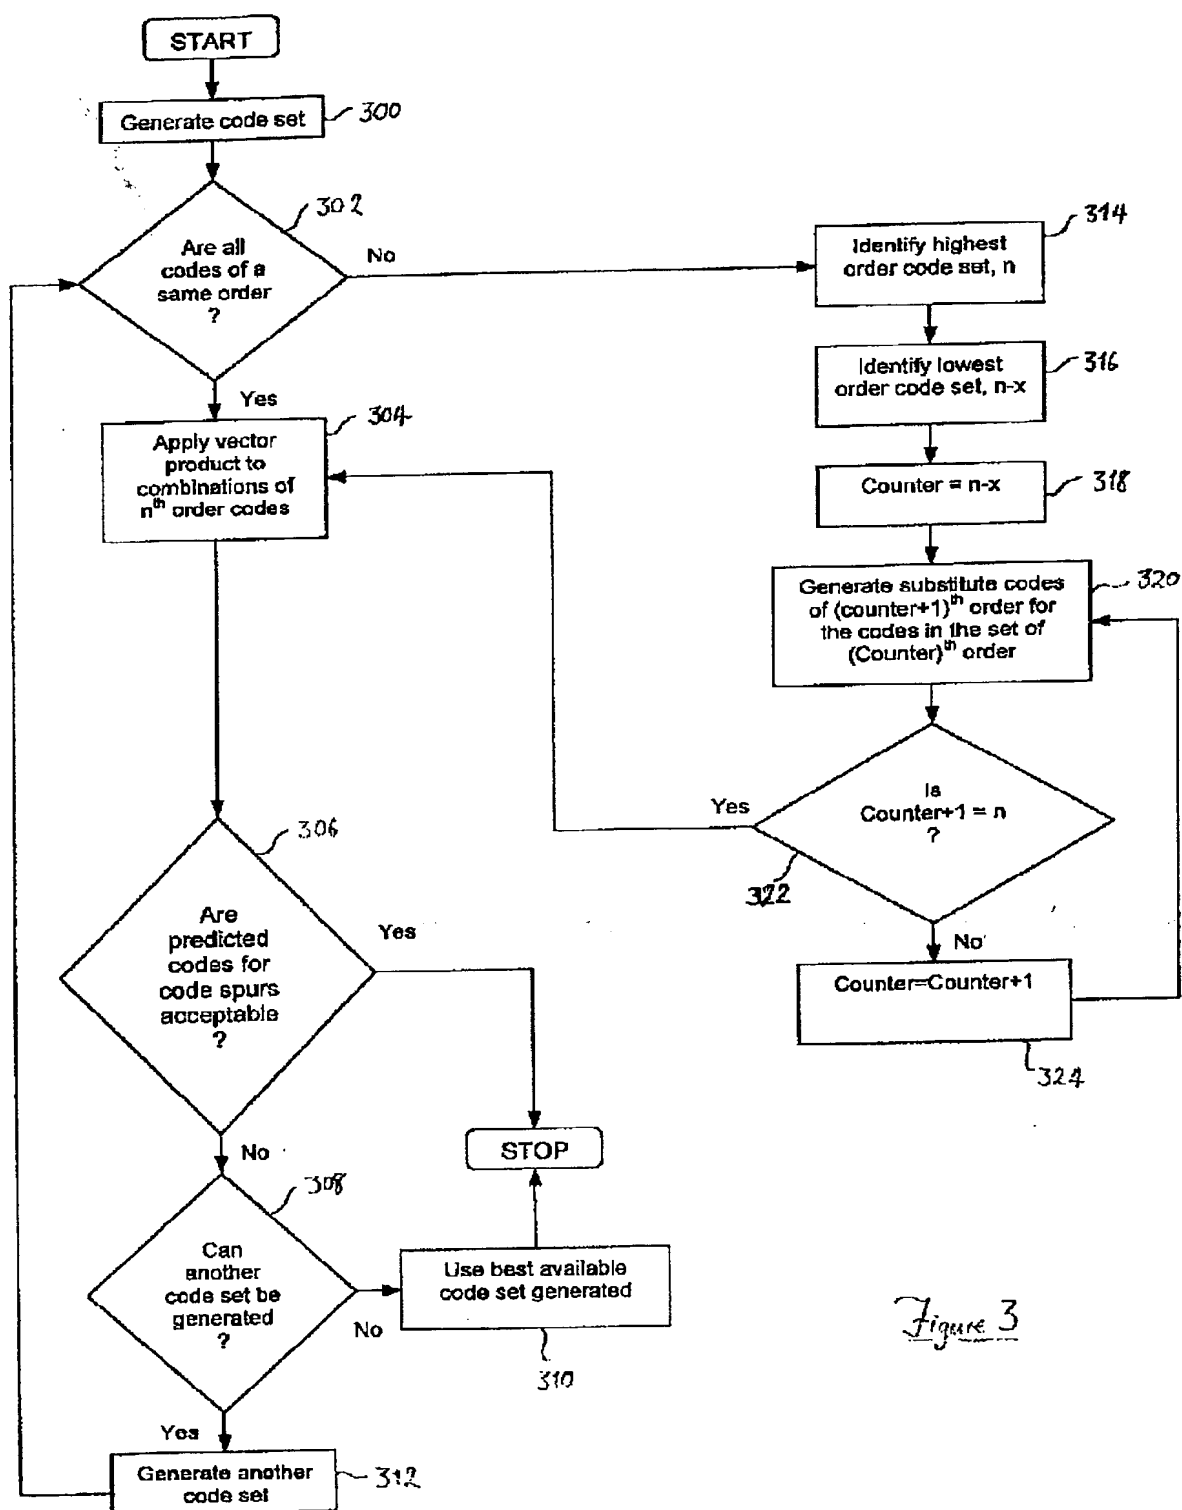 START
Generate code set
300
302
Are all
codes of a
same order
?
No
Yes
314
Identify highest
order code set, n
316
Identify lowest
order code set, n-x
318
Counter = n-x
304
Apply vector
product to
combinations of
nth order codes
320
Generate substitute codes
of (counter+1)th order for
the codes in the set of
(Counter)th order
Is
Counter+1 = n
?
322
Yes
No
Counter=Counter+1
324
306
Are
predicted
codes for
code spurs
acceptable
?
Yes
No
STOP
308
Can
another
code set be
generated
?
No
Yes
Use best available
code set generated
310
Generate another
code set
312
Figure 3